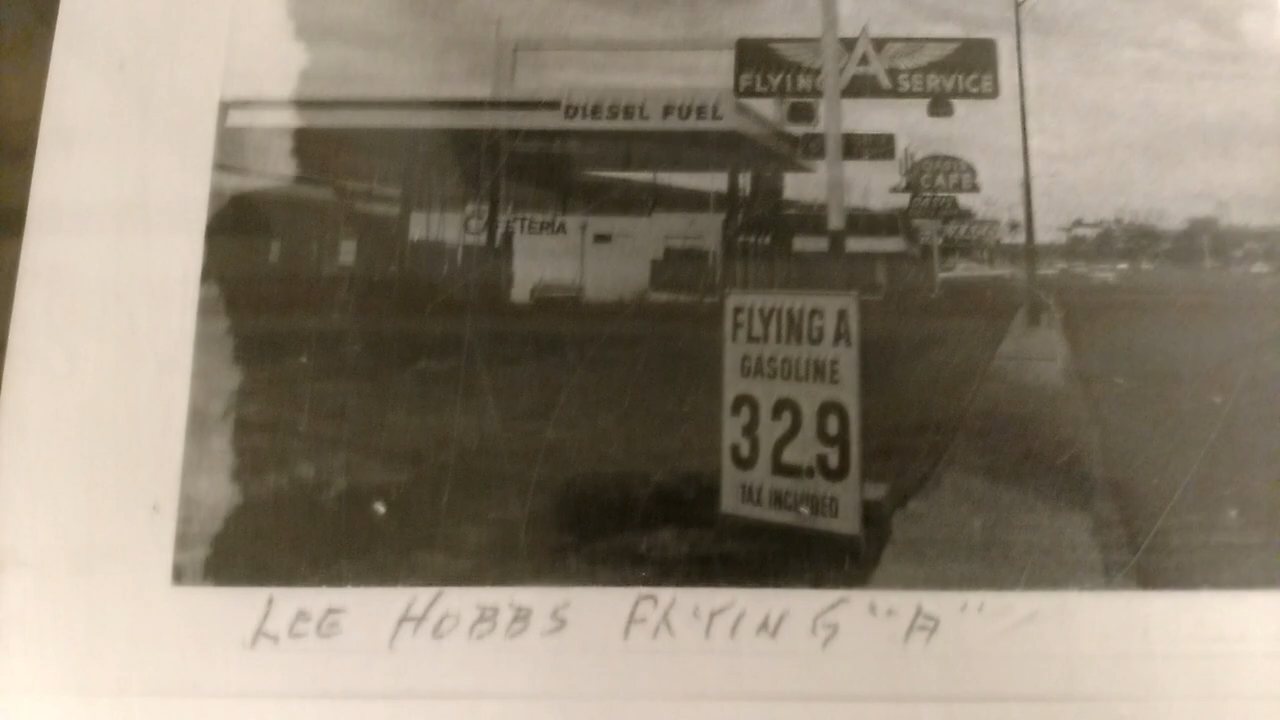 FLYING A SERVICE
DIESEL FUEL
CAFE
CAFETERIA
FLYING A
GASOLINE
32.9
TAX INCLUDED
LEE HOBBS FLYING "A"